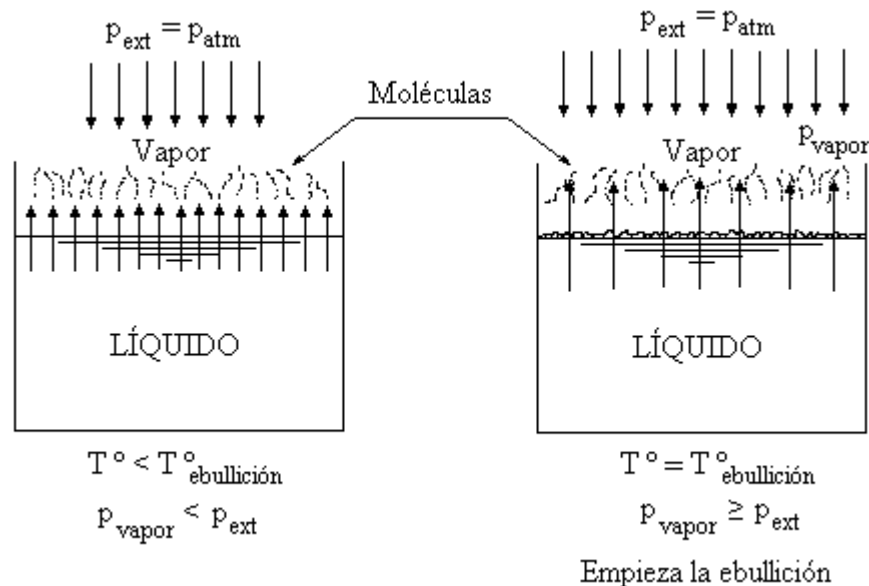 p_ext = p_atm
Vapor
LÍQUIDO
T° < T°_ebullición
p_vapor < p_ext
Moléculas
p_ext = p_atm
Vapor
p_vapor
LÍQUIDO
T° = T°_ebullición
p_vapor ≥ p_ext
Empieza la ebullición